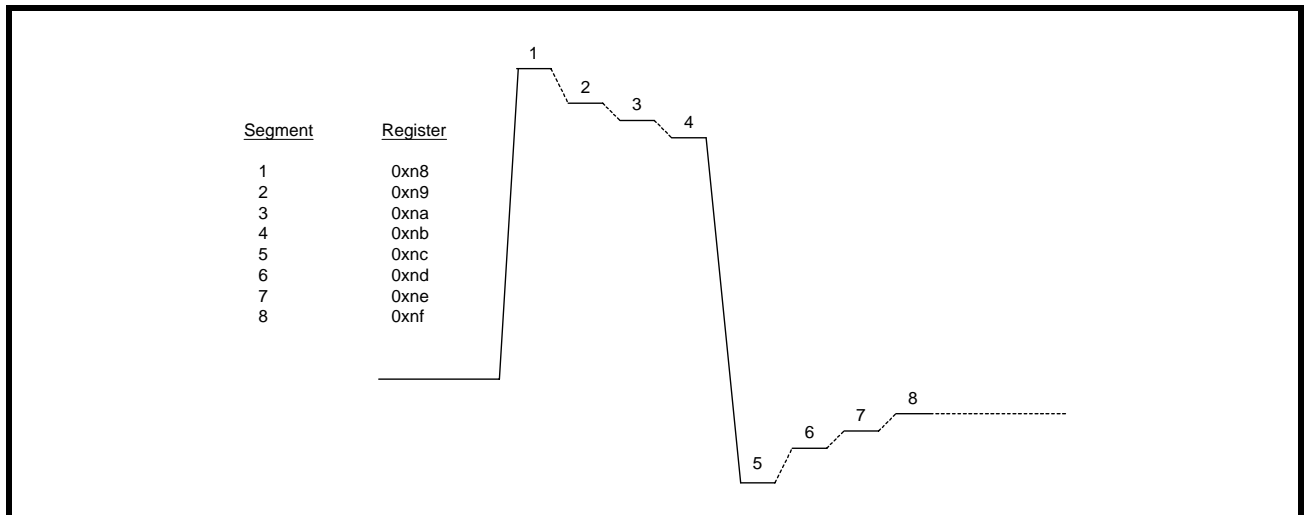 Segment Register
1 0xn8
2 0xn9
3 0xna
4 0xnb
5 0xnc
6 0xnd
7 0xne
8 0xnf
1
2
3
4
5
6
7
8